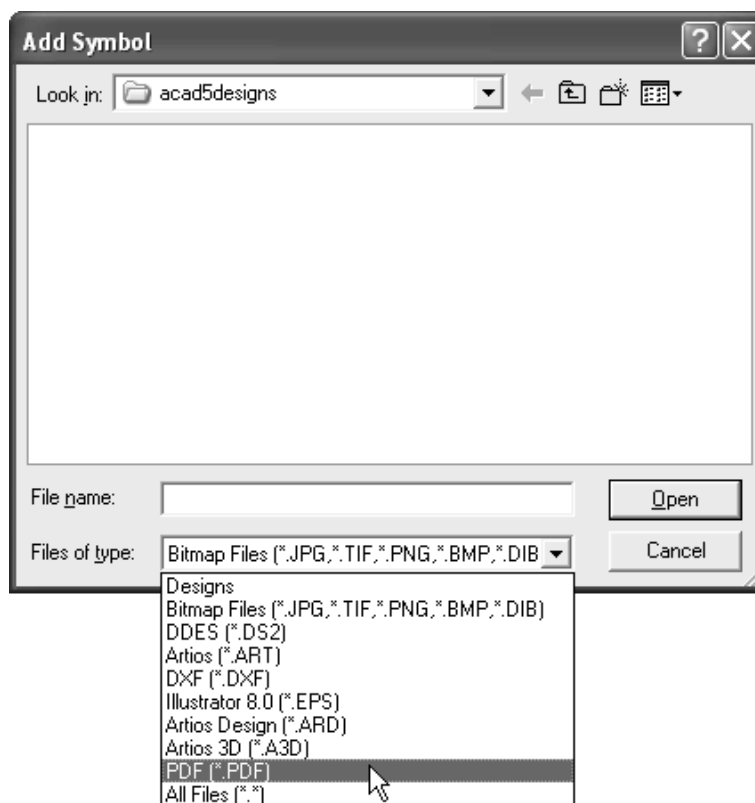 Add Symbol
Look in: acad5designs
File name:
Open
Files of type: Bitmap Files (*.JPG,*.TIF,*.PNG,*.BMP,*.DIB
Cancel
Designs
Bitmap Files (*.JPG,*.TIF,*.PNG,*.BMP,*.DIB)
DDES (*.DS2)
Artios (*.ART)
DXF (*.DXF)
Illustrator 8.0 (*.EPS)
Artios Design (*.ARD)
Artios 3D (*.A3D)
PDF (*.PDF)
All Files (*.*)